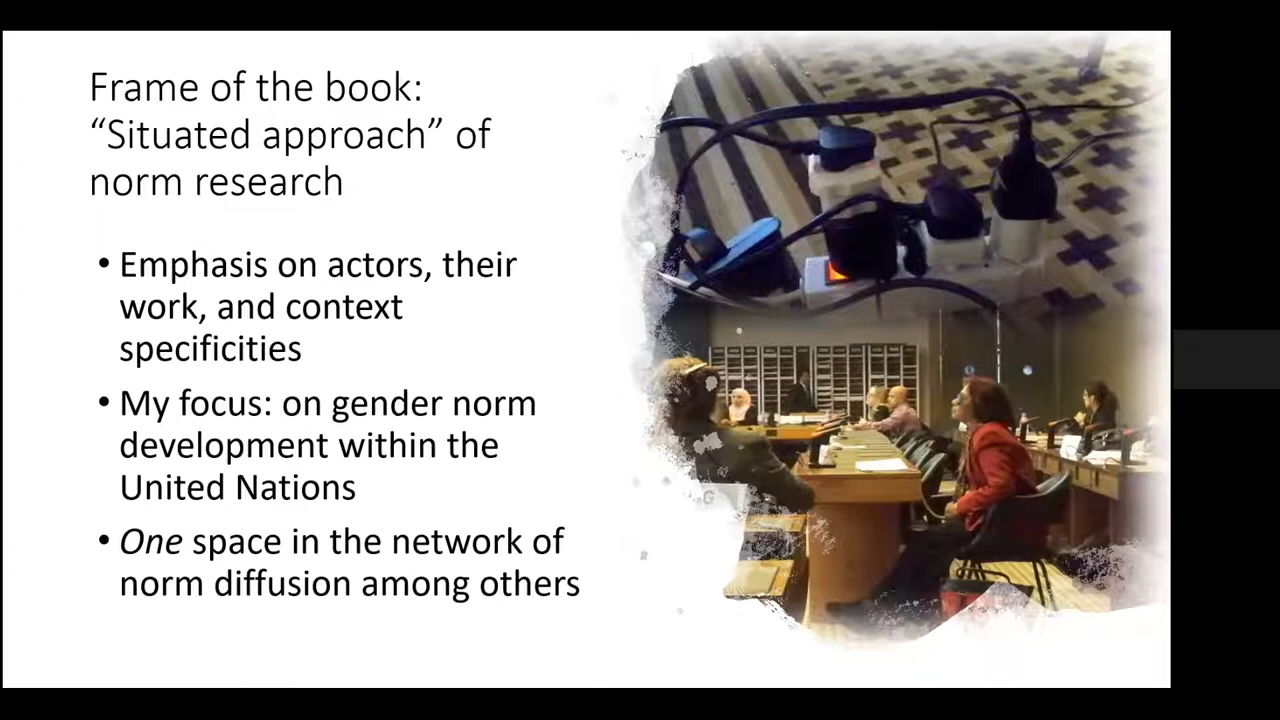 Frame of the book:
“Situated approach” of
norm research
• Emphasis on actors, their
work, and context
specificities
• My focus: on gender norm
development within the
United Nations
• One space in the network of
norm diffusion among others